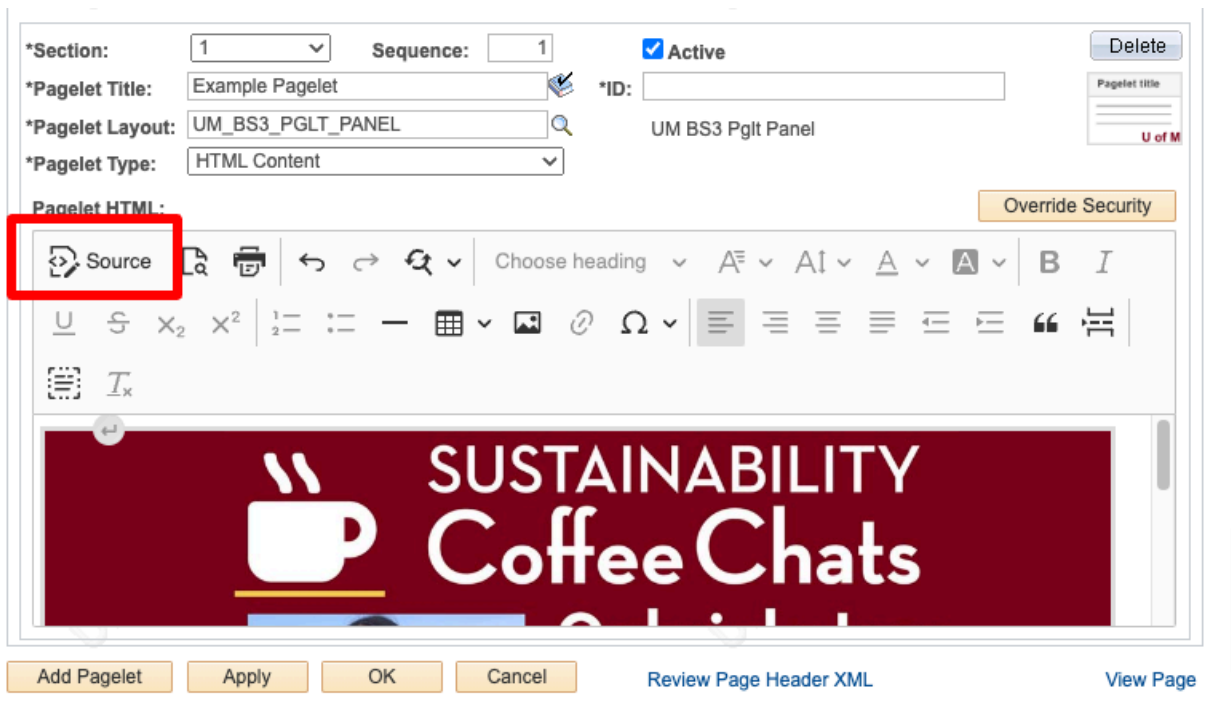 *Section: 1 Sequence: 1 Active Delete
*Pagelet Title: Example Pagelet *ID:
Pagelet title
*Pagelet Layout: UM_BS3_PGLT_PANEL UM BS3 Pglt Panel
U of M
*Pagelet Type: HTML Content
Pagelet HTML: Override Security
Source Choose heading
SUSTAINABILITY
Coffee Chats
Add Pagelet Apply OK Cancel Review Page Header XML View Page